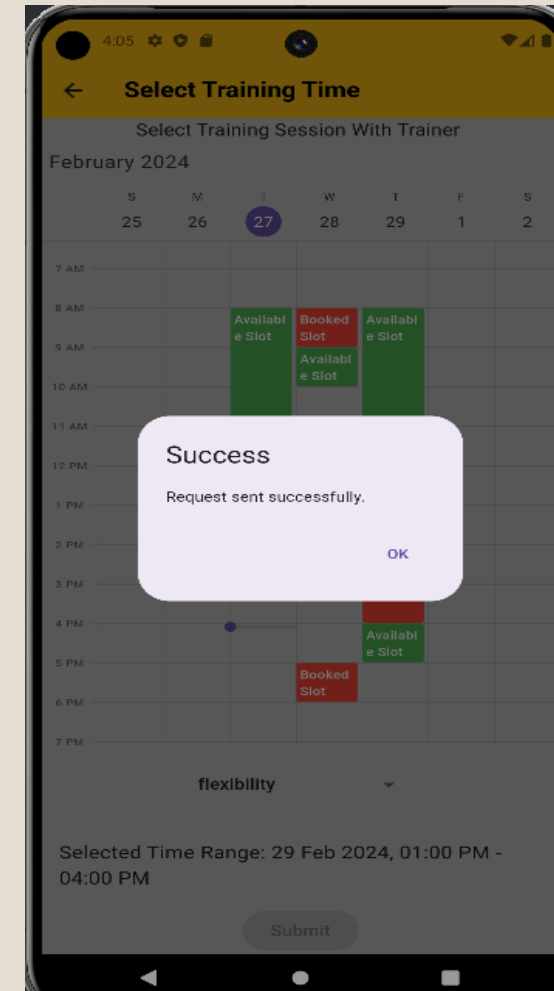 4:05
Select Training Time
Select Training Session With Trainer
February 2024
S M T W T F S
25 26 27 28 29 1 2
7 AM
8 AM
Availabl Booked Availabl
e Slot Slot e Slot
9 AM
Availabl
e Slot
10 AM
11 AM
Success
12 PM
Request sent successfully.
1 PM
2 PM
OK
3 PM
4 PM
Availabl
e Slot
5 PM
Booked
Slot
6 PM
7 PM
flexibility
Selected Time Range: 29 Feb 2024, 01:00 PM -
04:00 PM
Submit